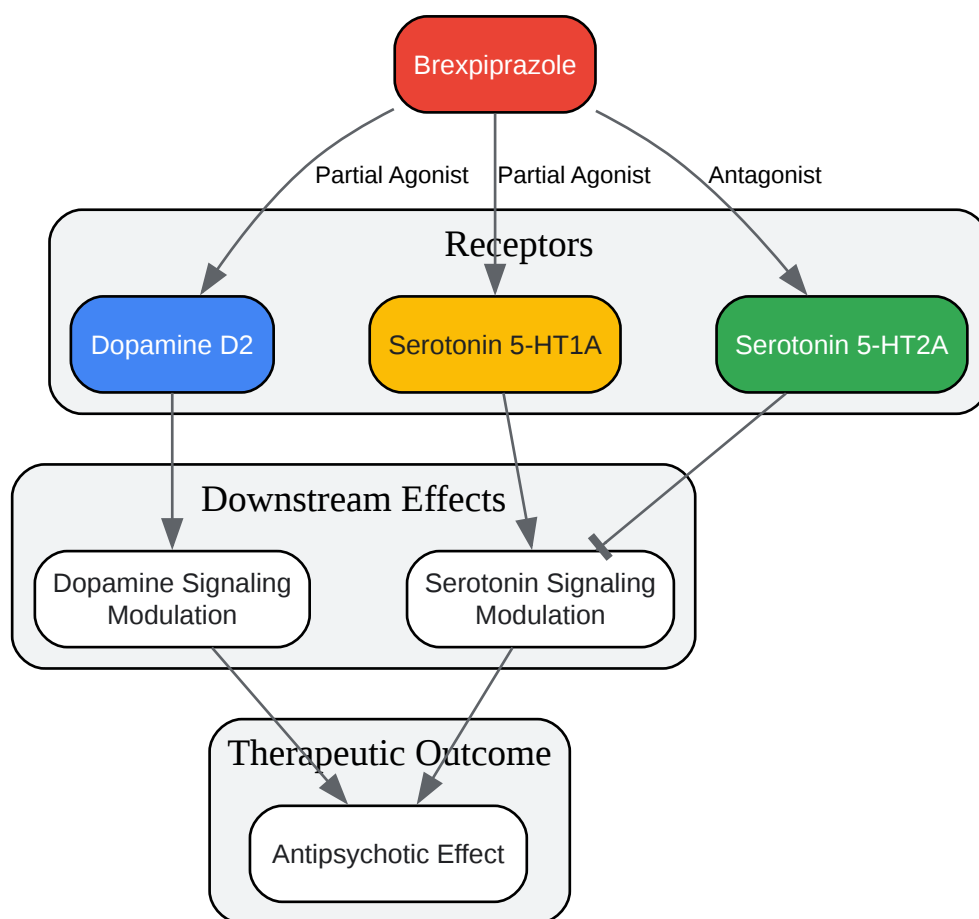 Brexpiprazole
Partial Agonist
Partial Agonist
Antagonist
Receptors
Dopamine D2
Serotonin 5-HT1A
Serotonin 5-HT2A
Downstream Effects
Dopamine Signaling
Modulation
Serotonin Signaling
Modulation
Therapeutic Outcome
Antipsychotic Effect